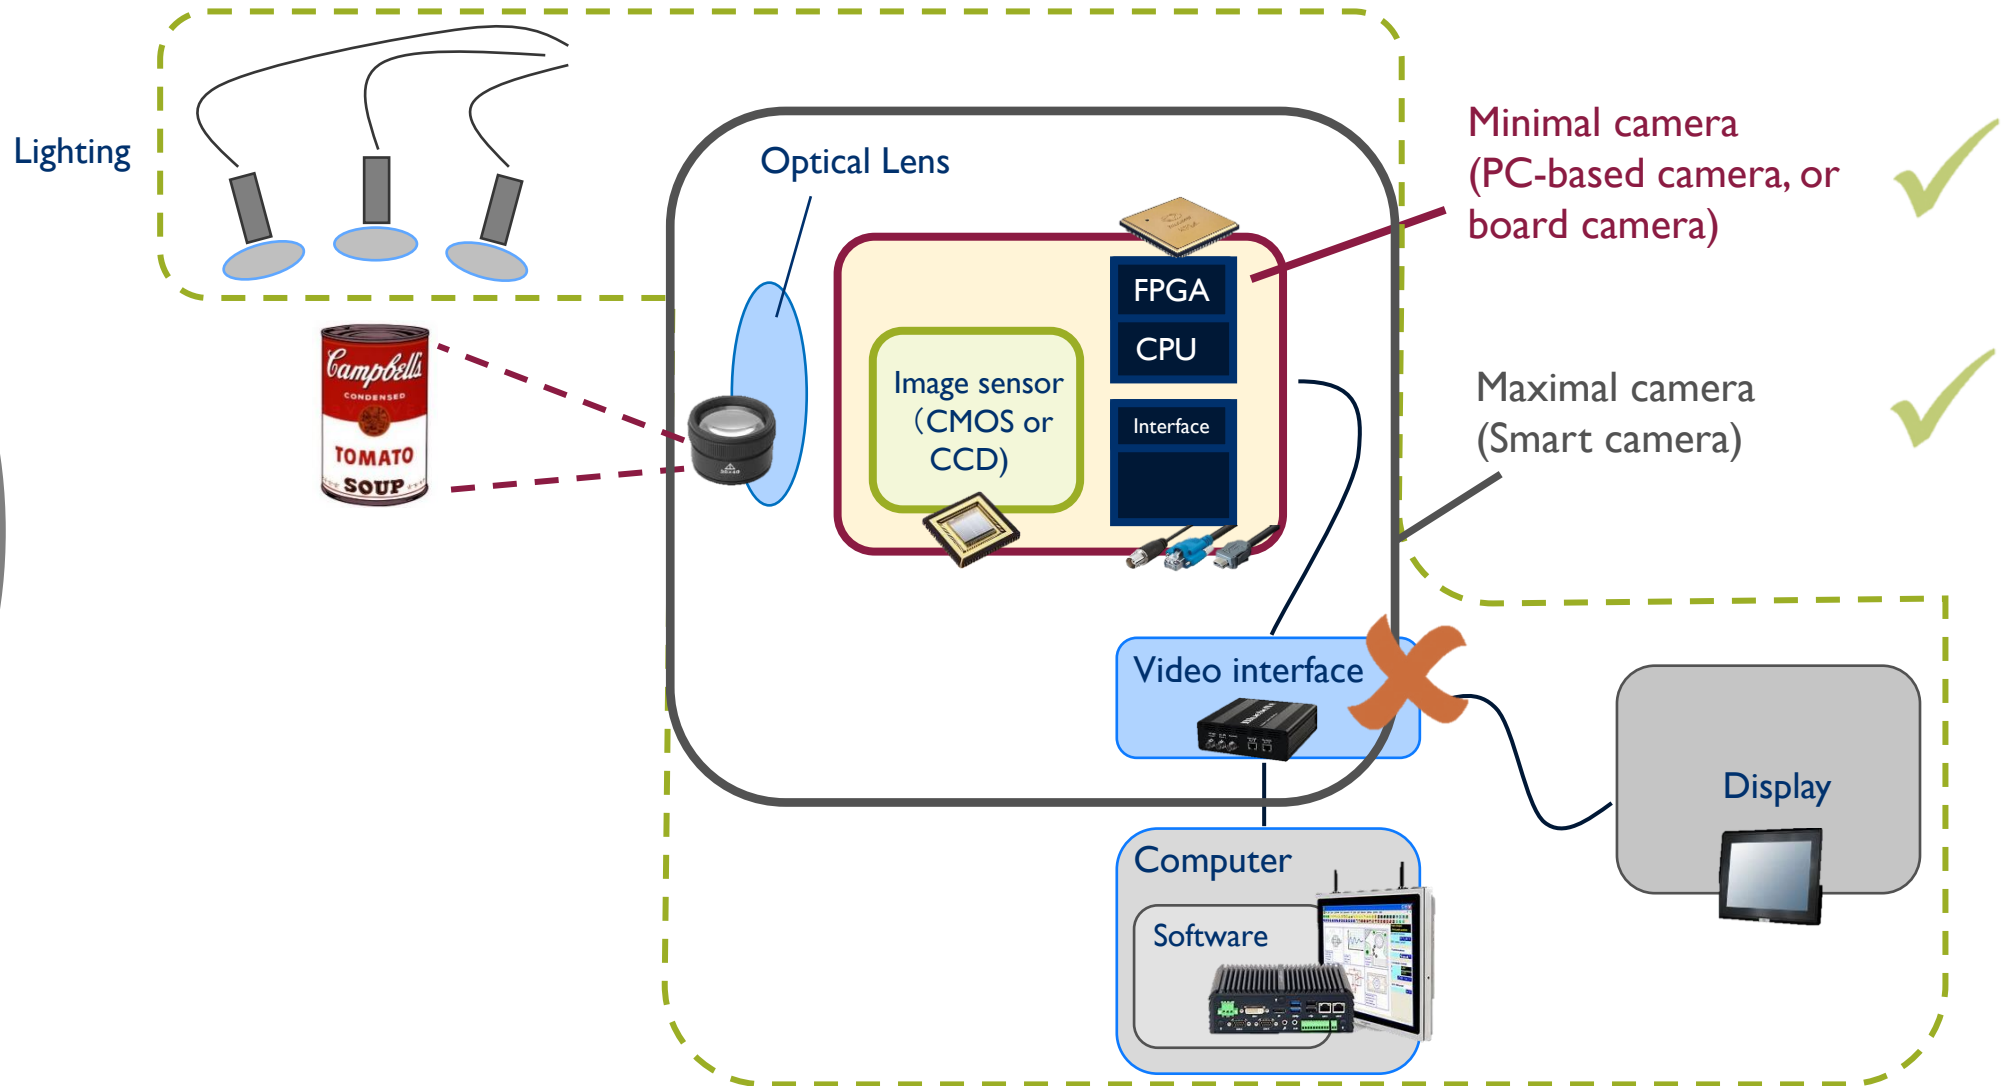 Lighting
Optical Lens
Minimal camera
(PC-based camera, or
board camera)
FPGA
CPU
Image sensor
（CMOS or
CCD)
Interface
Maximal camera
(Smart camera)
Campbell's
CONDENSED
TOMATO
SOUP
Video interface
Display
Computer
Software